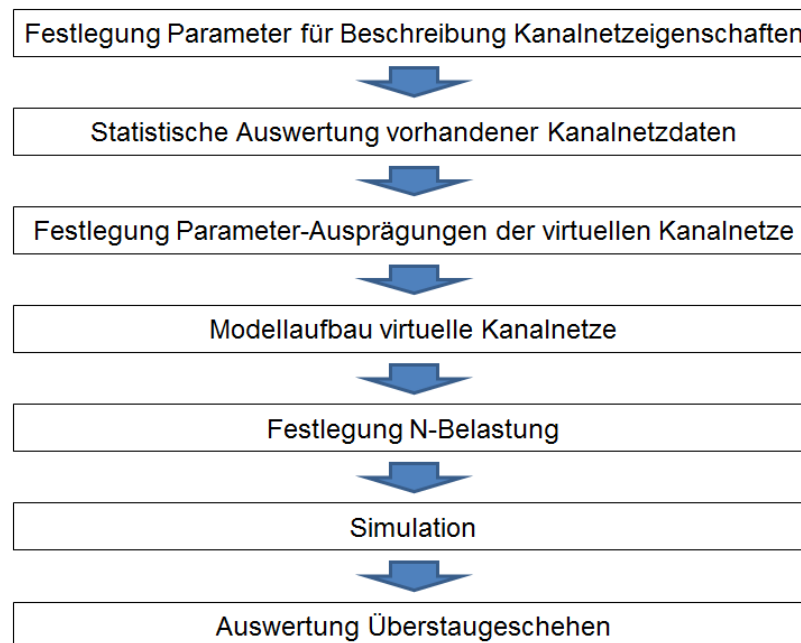 Festlegung Parameter für Beschreibung Kanalnetzeigenschaften
Statistische Auswertung vorhandener Kanalnetzdaten
Festlegung Parameter-Ausprägungen der virtuellen Kanalnetze
Modellaufbau virtuelle Kanalnetze
Festlegung N-Belastung
Simulation
Auswertung Überstaugeschehen